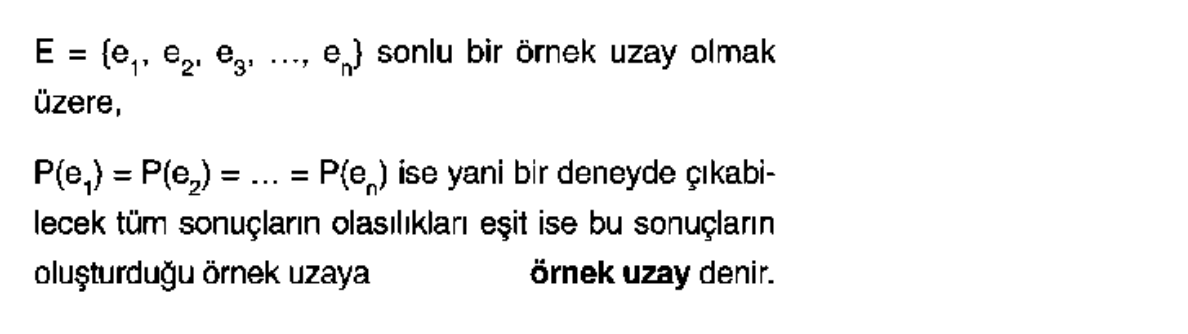 E = {e₁, e₂, e₃, ..., eₙ} sonlu bir örnek uzay olmak
üzere,
P(e₁) = P(e₂) = ... = P(eₙ) ise yani bir deneyde çıkabi-
lecek tüm sonuçların olasılıkları eşit ise bu sonuçların
oluşturduğu örnek uzaya örnek uzay denir.